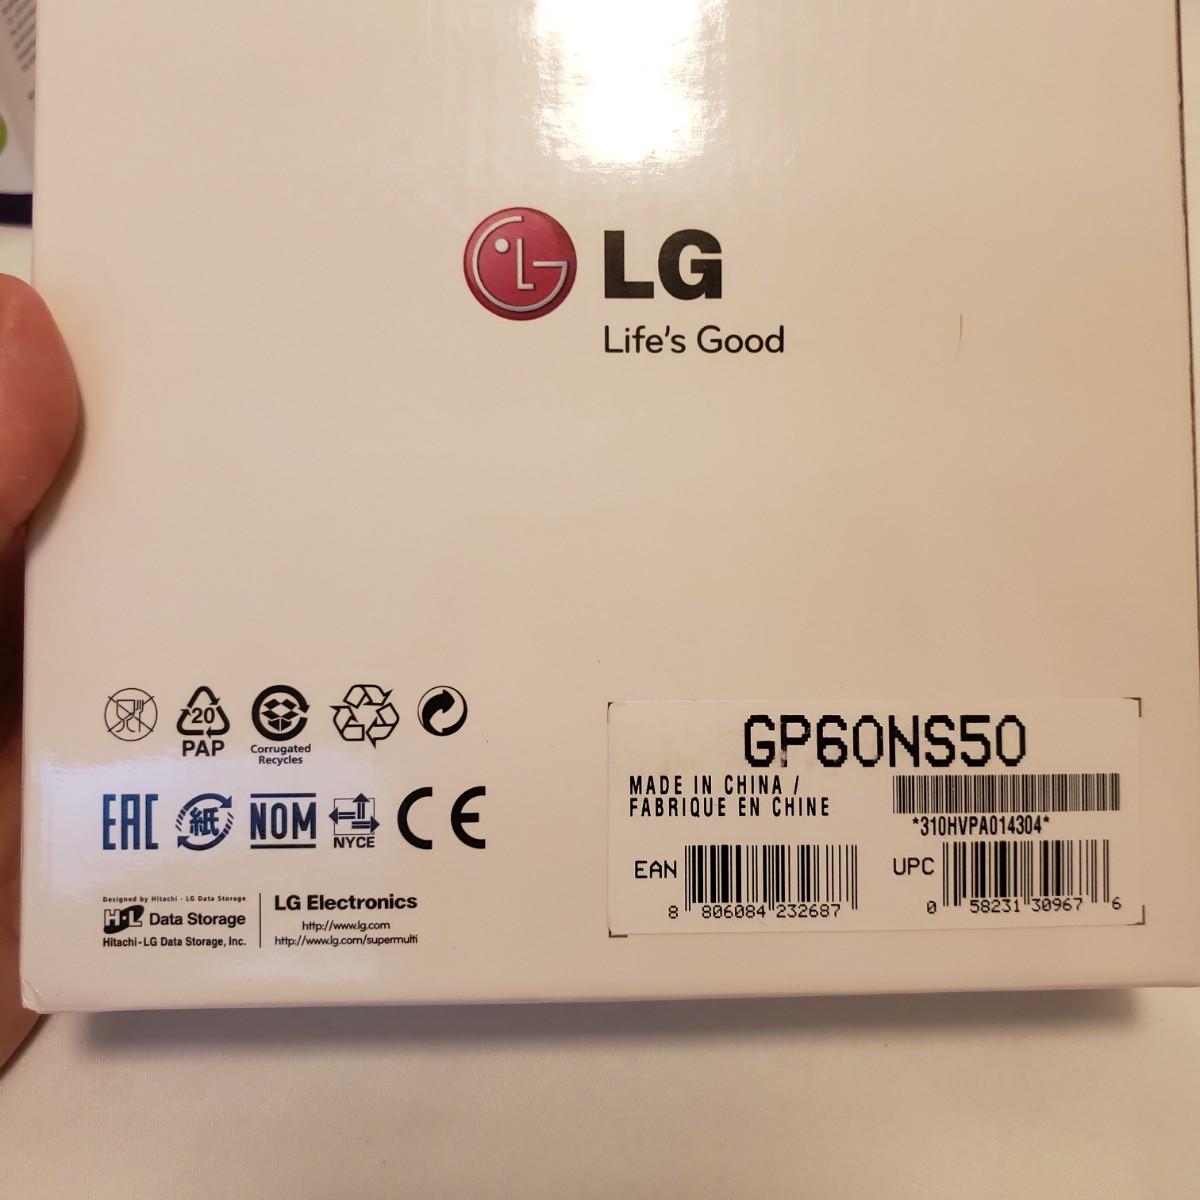 LG
Life's Good
20
PAP
Corrugated
Recycles
EAC
紙
NOM
NYCE
CE
Designed by Hitachi - LG Data Storage
H·L Data Storage
Hitachi-LG Data Storage, Inc.
LG Electronics
http://www.lg.com
http://www.lg.com/supermulti
GP60NS50
MADE IN CHINA /
FABRIQUE EN CHINE
*310HVPA014304*
EAN
8 806084 232687
UPC
0 58231 30967 6